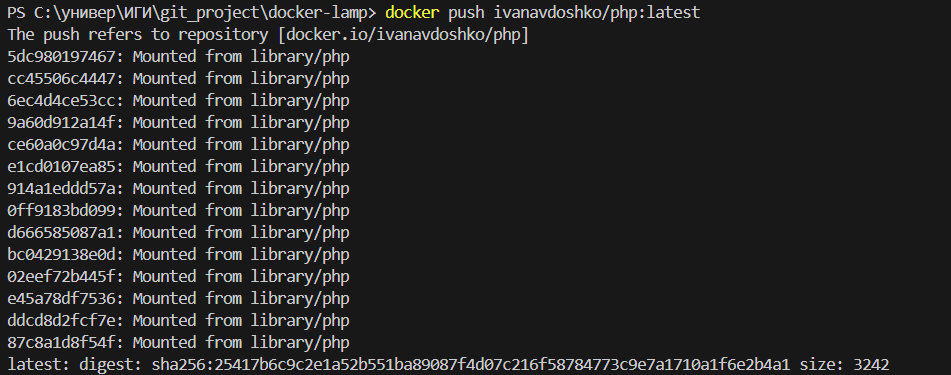 PS C:\универ\ИГИ\git_project\docker-lamp> docker push ivanavdoshko/php:latest
The push refers to repository [docker.io/ivanavdoshko/php]
5dc980197467: Mounted from library/php
cc45506c4447: Mounted from library/php
6ec4d4ce53cc: Mounted from library/php
9a60d912a14f: Mounted from library/php
ce60a0c97d4a: Mounted from library/php
e1cd0107ea85: Mounted from library/php
914a1eddd57a: Mounted from library/php
0ff9183bd099: Mounted from library/php
d666585087a1: Mounted from library/php
bc0429138e0d: Mounted from library/php
02eef72b445f: Mounted from library/php
e45a78df7536: Mounted from library/php
ddcd8d2fcf7e: Mounted from library/php
87c8a1d8f54f: Mounted from library/php
latest: digest: sha256:25417b6c9c2e1a52b551ba89087f4d07c216f58784773c9e7a1710a1f6e2b4a1 size: 3242